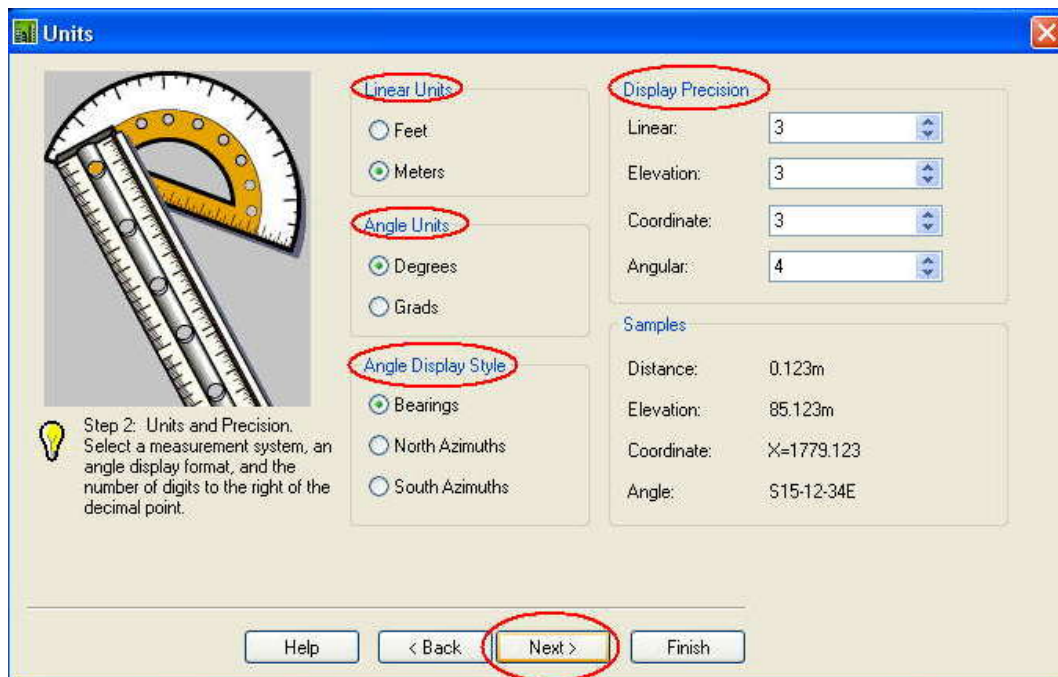 Units
Linear Units
Feet
Meters
Angle Units
Degrees
Grads
Angle Display Style
Bearings
North Azimuths
South Azimuths
Display Precision
Linear: 3
Elevation: 3
Coordinate: 3
Angular: 4
Samples
Distance: 0.123m
Elevation: 85.123m
Coordinate: X=1779.123
Angle: S15-12-34E
Step 2: Units and Precision.
Select a measurement system, an
angle display format, and the
number of digits to the right of the
decimal point.
Help < Back Next > Finish